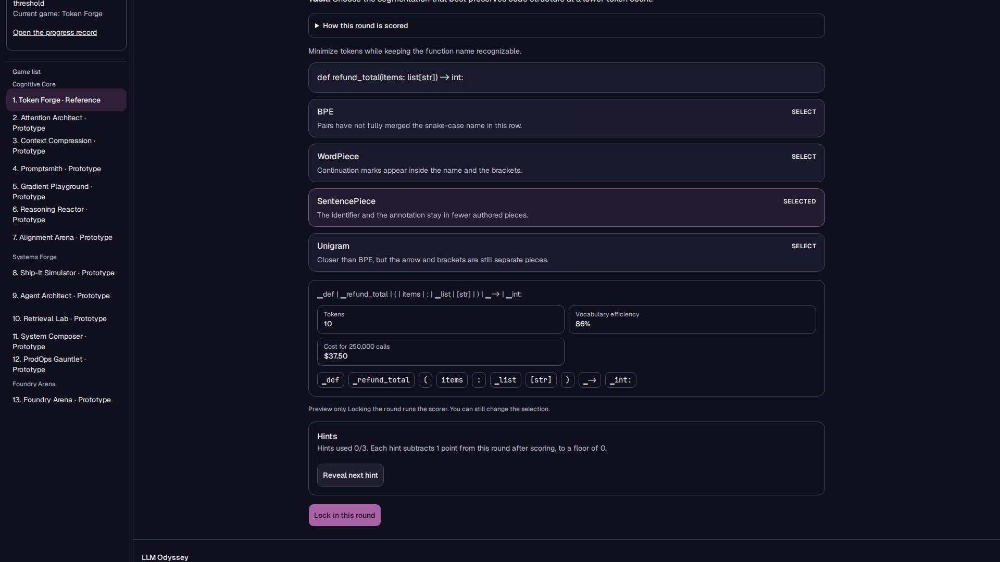 threshold
Current game: Token Forge
Open the progress record
Game list
Cognitive Core
1. Token Forge · Reference
2. Attention Architect ·
Prototype
3. Context Compression ·
Prototype
4. Promptsmith · Prototype
5. Gradient Playground ·
Prototype
6. Reasoning Reactor ·
Prototype
7. Alignment Arena · Prototype
Systems Forge
8. Ship-It Simulator · Prototype
9. Agent Architect · Prototype
10. Retrieval Lab · Prototype
11. System Composer ·
Prototype
12. ProdOps Gauntlet ·
Prototype
Foundry Arena
13. Foundry Arena · Prototype
Task: Choose the segmentation that best preserves code structure at a lower token count.
▶ How this round is scored
Minimize tokens while keeping the function name recognizable.
def refund_total(items: list[str]) -> int:
BPE
SELECT
Pairs have not fully merged the snake-case name in this row.
WordPiece
SELECT
Continuation marks appear inside the name and the brackets.
SentencePiece
SELECTED
The identifier and the annotation stay in fewer authored pieces.
Unigram
SELECT
Closer than BPE, but the arrow and brackets are still separate pieces.
▁def | ▁refund_total | ( | items | : | ▁list | [str] | ) | ▁-> | ▁int:
Tokens
10
Vocabulary efficiency
86%
Cost for 250,000 calls
$37.50
▁def ▁refund_total ( items : ▁list [str] ) ▁-> ▁int:
Preview only. Locking the round runs the scorer. You can still change the selection.
Hints
Hints used 0/3. Each hint subtracts 1 point from this round after scoring, to a floor of 0.
Reveal next hint
Lock in this round
LLM Odyssey